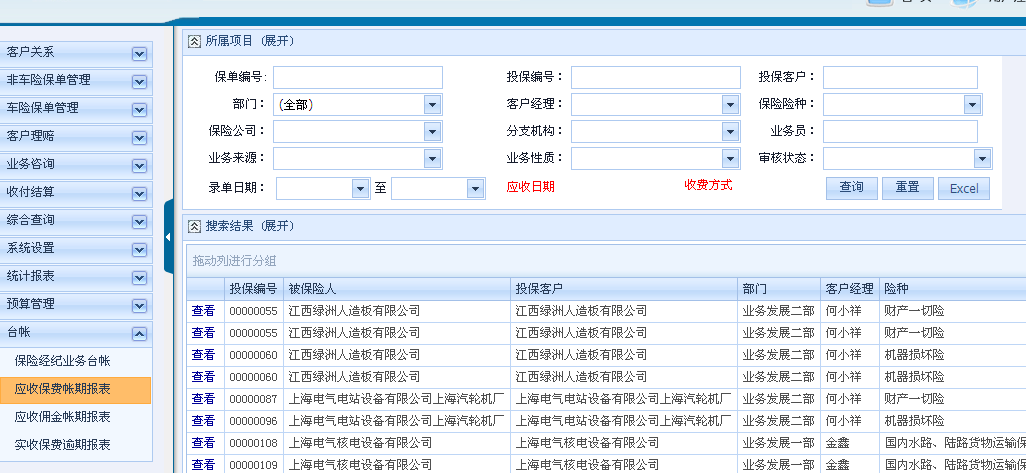 客户关系
非车险保单管理
车险保单管理
客户理赔
业务咨询
收付结算
综合查询
系统设置
统计报表
预算管理
台帐
保险经纪业务台帐
应收保费帐期报表
应收佣金帐期报表
实收保费逾期报表
所属项目 (展开)
保单编号: 投保编号: 投保客户:
部门: (全部) 客户经理: 保险险种:
保险公司: 分支机构: 业务员:
业务来源: 业务性质: 审核状态:
录单日期: 至 应收日期 收费方式 查询 重置 Excel
搜索结果 (展开)
拖动列进行分组
投保编号 被保险人 投保客户 部门 客户经理 险种
查看 00000055 江西绿洲人造板有限公司 江西绿洲人造板有限公司 业务发展二部 何小祥 财产一切险
查看 00000055 江西绿洲人造板有限公司 江西绿洲人造板有限公司 业务发展二部 何小祥 财产一切险
查看 00000060 江西绿洲人造板有限公司 江西绿洲人造板有限公司 业务发展二部 何小祥 机器损坏险
查看 00000060 江西绿洲人造板有限公司 江西绿洲人造板有限公司 业务发展二部 何小祥 机器损坏险
查看 00000087 上海电气电站设备有限公司上海汽轮机厂 上海电气电站设备有限公司上海汽轮机厂 业务发展二部 何小祥 财产一切险
查看 00000096 上海电气电站设备有限公司上海汽轮机厂 上海电气电站设备有限公司上海汽轮机厂 业务发展二部 何小祥 机器损坏险
查看 00000108 上海电气核电设备有限公司 上海电气核电设备有限公司 业务发展一部 金鑫 国内水路、陆路货物运输保
查看 00000109 上海电气核电设备有限公司 上海电气核电设备有限公司 业务发展一部 金鑫 国内水路、陆路货物运输保